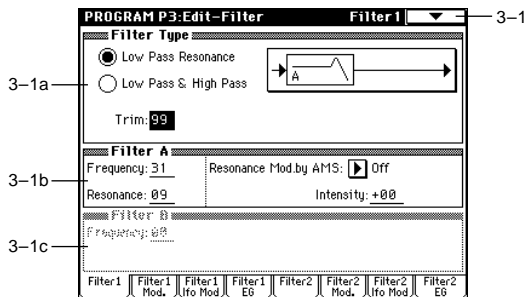 PROGRAM P3:Edit-Filter Filter1
3–1
Filter Type
Low Pass Resonance
A
3–1a
Low Pass & High Pass
Trim: 99
Filter A
Frequency: 31 Resonance Mod.by AMS: Off
3–1b
Resonance: 09 Intensity: +00
Filter B
Frequency: 00
3–1c
Filter1 Filter1 Mod. Filter1 lfo Mod Filter1 EG Filter2 Filter2 Mod. Filter2 lfo Mod Filter2 EG